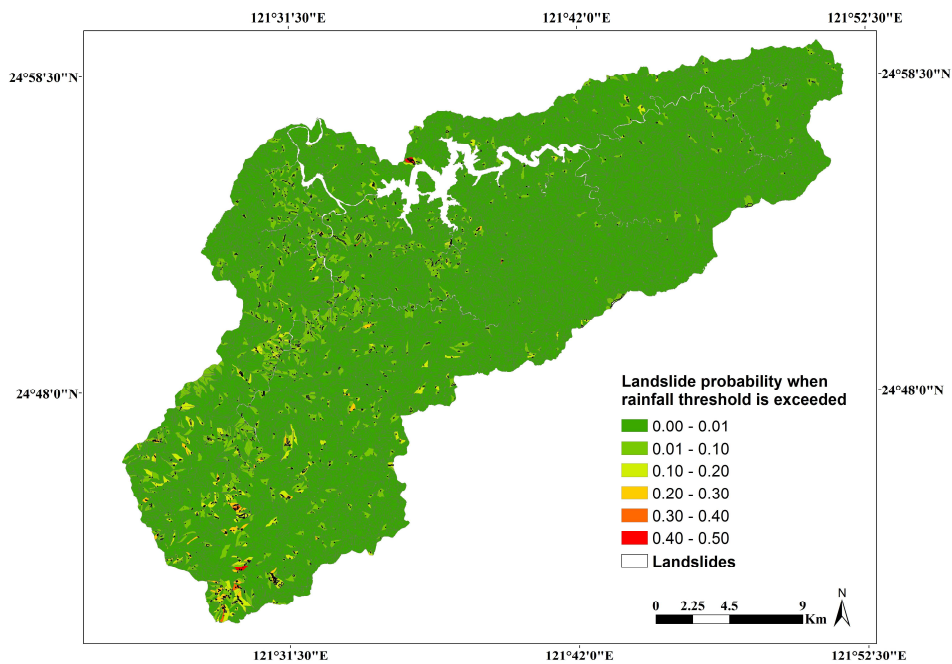 121°31'30"E 121°42'0"E 121°52'30"E
24°58'30"N 24°58'30"N
24°48'0"N 24°48'0"N
Landslide probability when
rainfall threshold is exceeded
0.00 - 0.01
0.01 - 0.10
0.10 - 0.20
0.20 - 0.30
0.30 - 0.40
0.40 - 0.50
Landslides
N
0 2.25 4.5 9
Km
121°31'30"E 121°42'0"E 121°52'30"E